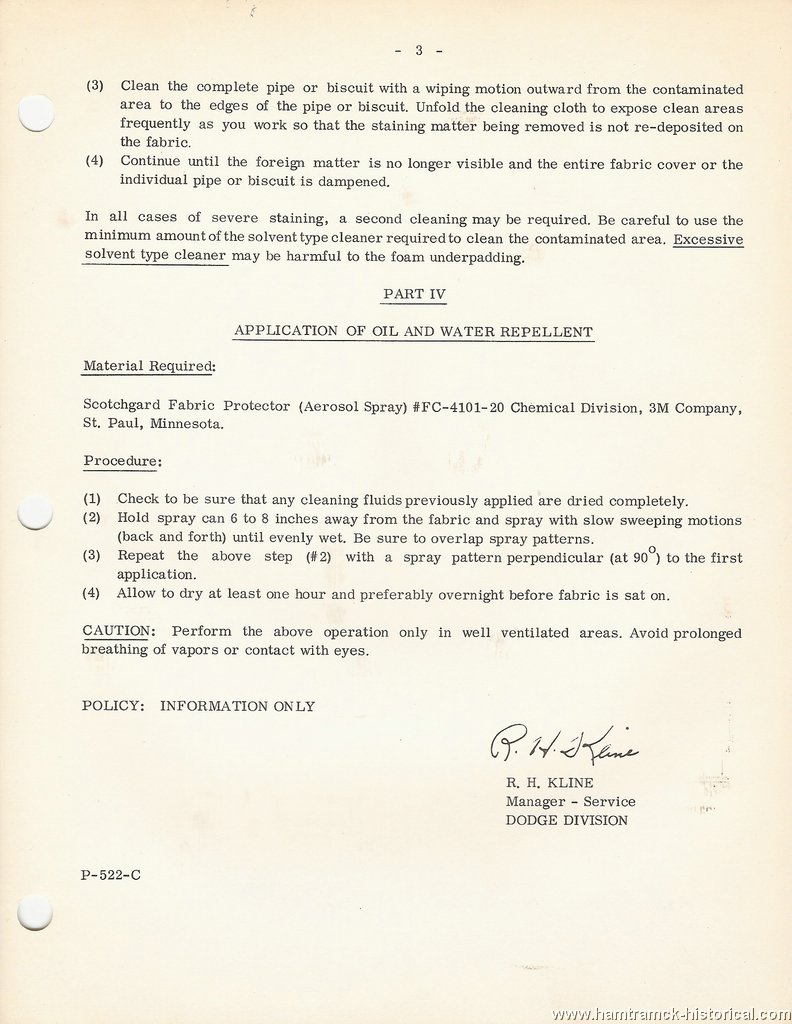 - 3 -
(3) Clean the complete pipe or biscuit with a wiping motion outward from the contaminated
area to the edges of the pipe or biscuit. Unfold the cleaning cloth to expose clean areas
frequently as you work so that the staining matter being removed is not re-deposited on
the fabric.
(4) Continue until the foreign matter is no longer visible and the entire fabric cover or the
individual pipe or biscuit is dampened.
In all cases of severe staining, a second cleaning may be required. Be careful to use the
minimum amount of the solvent type cleaner required to clean the contaminated area. Excessive
solvent type cleaner may be harmful to the foam underpadding.
PART IV
APPLICATION OF OIL AND WATER REPELLENT
Material Required:
Scotchgard Fabric Protector (Aerosol Spray) #FC-4101-20 Chemical Division, 3M Company,
St. Paul, Minnesota.
Procedure:
(1) Check to be sure that any cleaning fluids previously applied are dried completely.
(2) Hold spray can 6 to 8 inches away from the fabric and spray with slow sweeping motions
(back and forth) until evenly wet. Be sure to overlap spray patterns.
(3) Repeat the above step (#2) with a spray pattern perpendicular (at 90°) to the first
application.
(4) Allow to dry at least one hour and preferably overnight before fabric is sat on.
CAUTION: Perform the above operation only in well ventilated areas. Avoid prolonged
breathing of vapors or contact with eyes.
POLICY: INFORMATION ONLY
R. H. Kline
R. H. KLINE
Manager - Service
DODGE DIVISION
P-522-C
www.hamtramck-historical.com